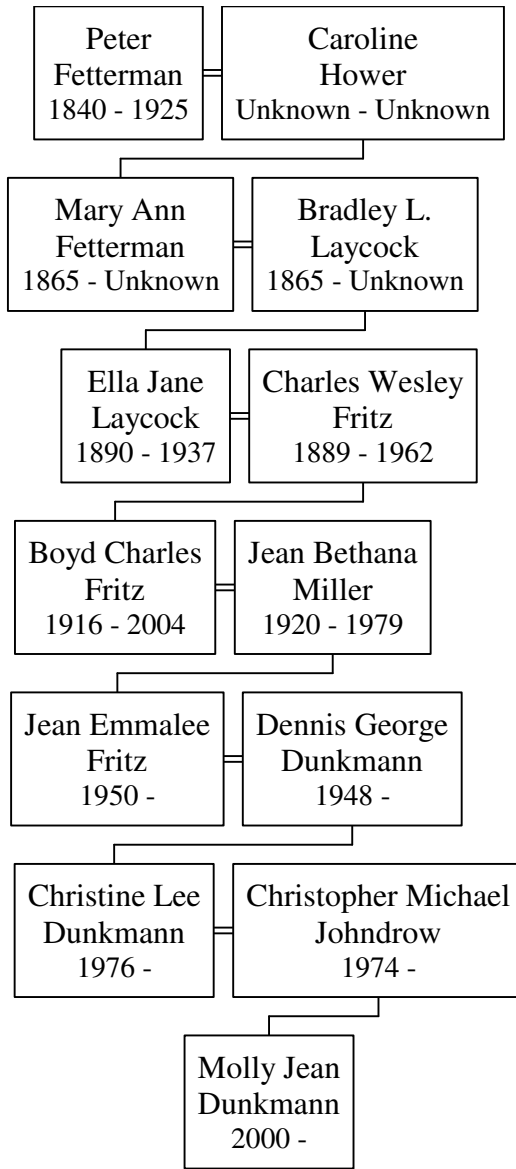 Peter
Fetterman
1840 - 1925
Caroline
Hower
Unknown - Unknown
Mary Ann
Fetterman
1865 - Unknown
Bradley L.
Laycock
1865 - Unknown
Ella Jane
Laycock
1890 - 1937
Charles Wesley
Fritz
1889 - 1962
Boyd Charles
Fritz
1916 - 2004
Jean Bethana
Miller
1920 - 1979
Jean Emmalee
Fritz
1950 -
Dennis George
Dunkmann
1948 -
Christine Lee
Dunkmann
1976 -
Christopher Michael
Johndrow
1974 -
Molly Jean
Dunkmann
2000 -